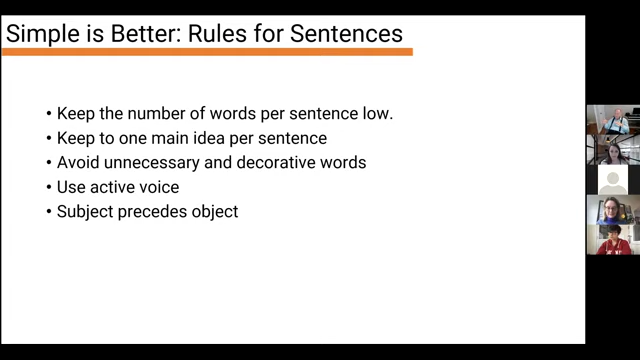 Simple is Better: Rules for Sentences
• Keep the number of words per sentence low.
• Keep to one main idea per sentence
• Avoid unnecessary and decorative words
• Use active voice
• Subject precedes object